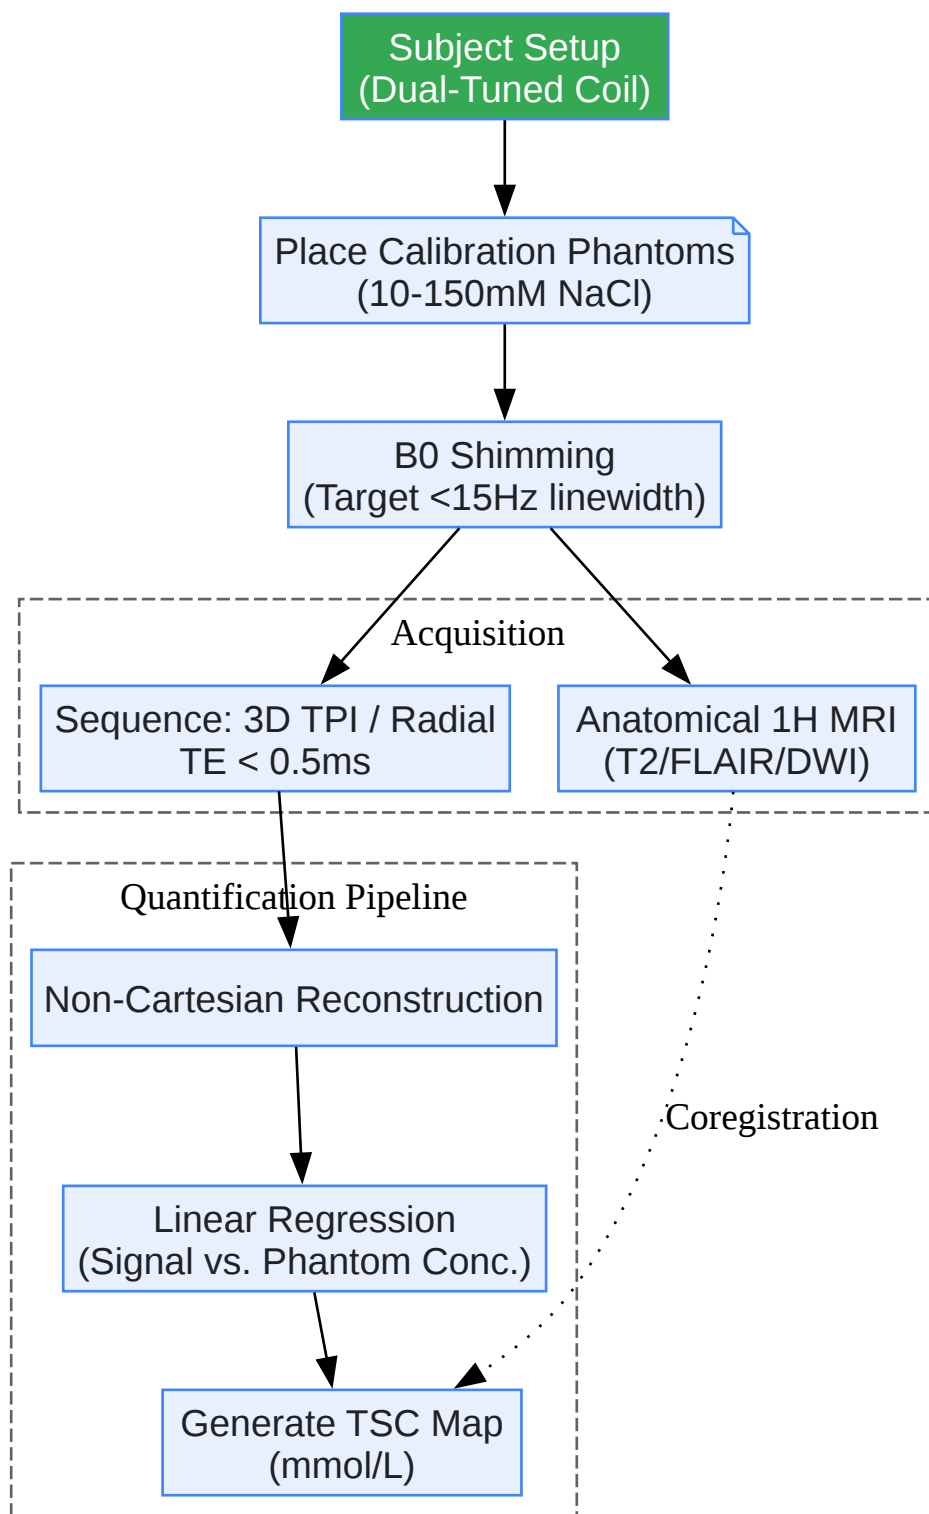 Subject Setup
(Dual-Tuned Coil)
Place Calibration Phantoms
(10-150mM NaCl)
B0 Shimming
(Target <15Hz linewidth)
Acquisition
Sequence: 3D TPI / Radial
TE < 0.5ms
Anatomical 1H MRI
(T2/FLAIR/DWI)
Quantification Pipeline
Non-Cartesian Reconstruction
Coregistration
Linear Regression
(Signal vs. Phantom Conc.)
Generate TSC Map
(mmol/L)